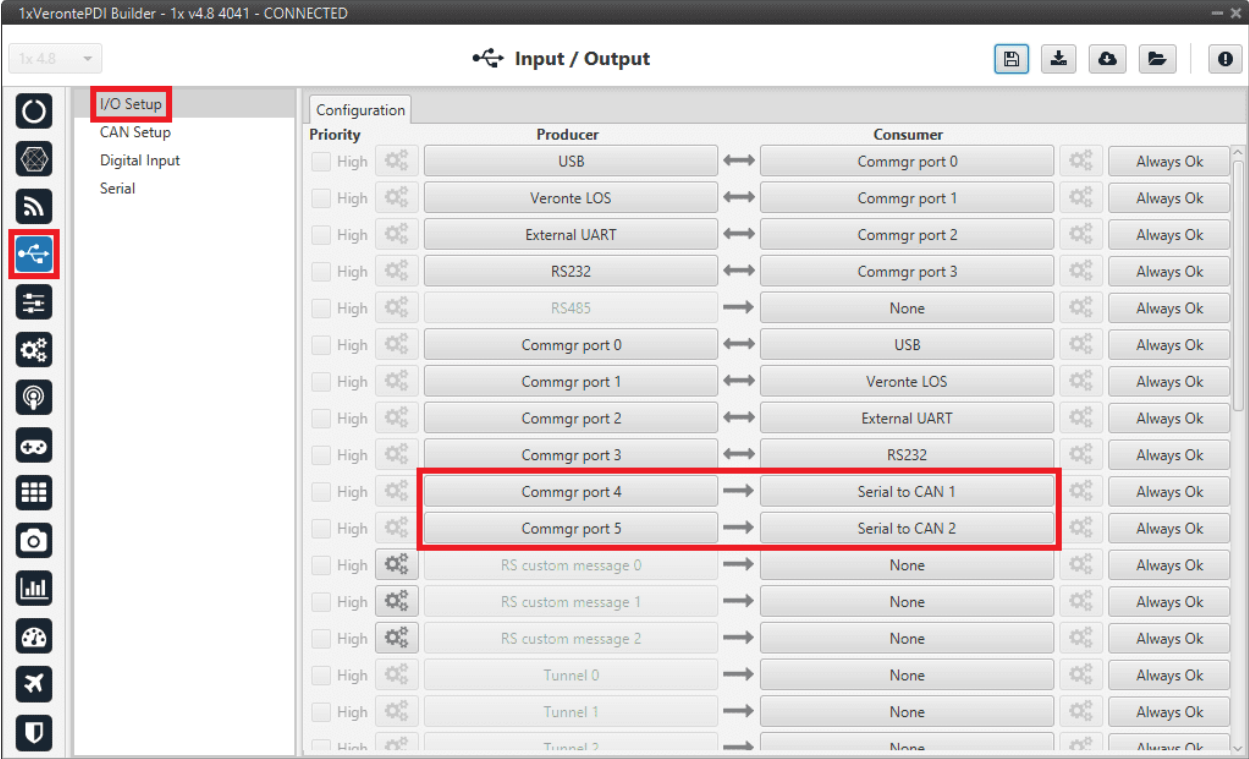 1xVerontePDI Builder - 1x v4.8 4041 - CONNECTED
1x 4.8
Input / Output
I/O Setup
CAN Setup
Digital Input
Serial
Configuration
Priority Producer Consumer
High USB Commgr port 0 Always Ok
High Veronte LOS Commgr port 1 Always Ok
High External UART Commgr port 2 Always Ok
High RS232 Commgr port 3 Always Ok
High RS485 None Always Ok
High Commgr port 0 USB Always Ok
High Commgr port 1 Veronte LOS Always Ok
High Commgr port 2 External UART Always Ok
High Commgr port 3 RS232 Always Ok
High Commgr port 4 Serial to CAN 1 Always Ok
High Commgr port 5 Serial to CAN 2 Always Ok
High RS custom message 0 None Always Ok
High RS custom message 1 None Always Ok
High RS custom message 2 None Always Ok
High Tunnel 0 None Always Ok
High Tunnel 1 None Always Ok
High Tunnel 2 None Always Ok